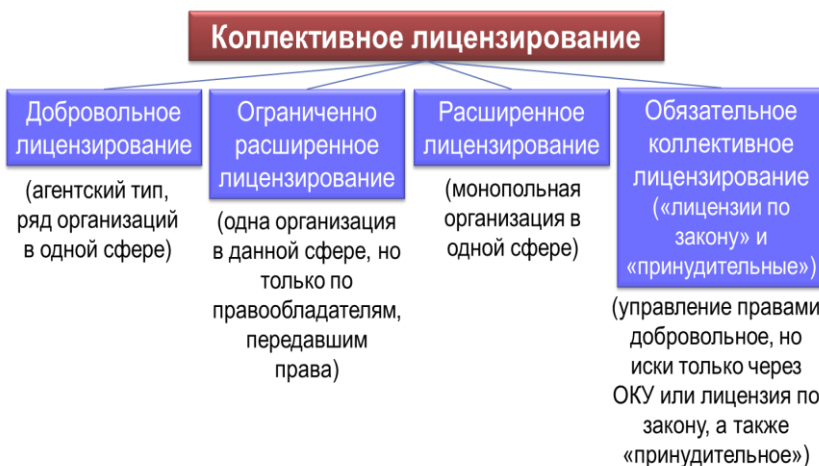 Коллективное лицензирование
Добровольное
лицензирование
(агентский тип,
ряд организаций
в одной сфере)
Ограниченно
расширенное
лицензирование
(одна организация
в данной сфере, но
только по
правообладателям,
передавшим
права)
Расширенное
лицензирование
(монопольная
организация в
одной сфере)
Обязательное
коллективное
лицензирование
(«лицензии по
закону» и
«принудительные»)
(управление правами
добровольное, но
иски только через
ОКУ или лицензия по
закону, а также
«принудительное»)